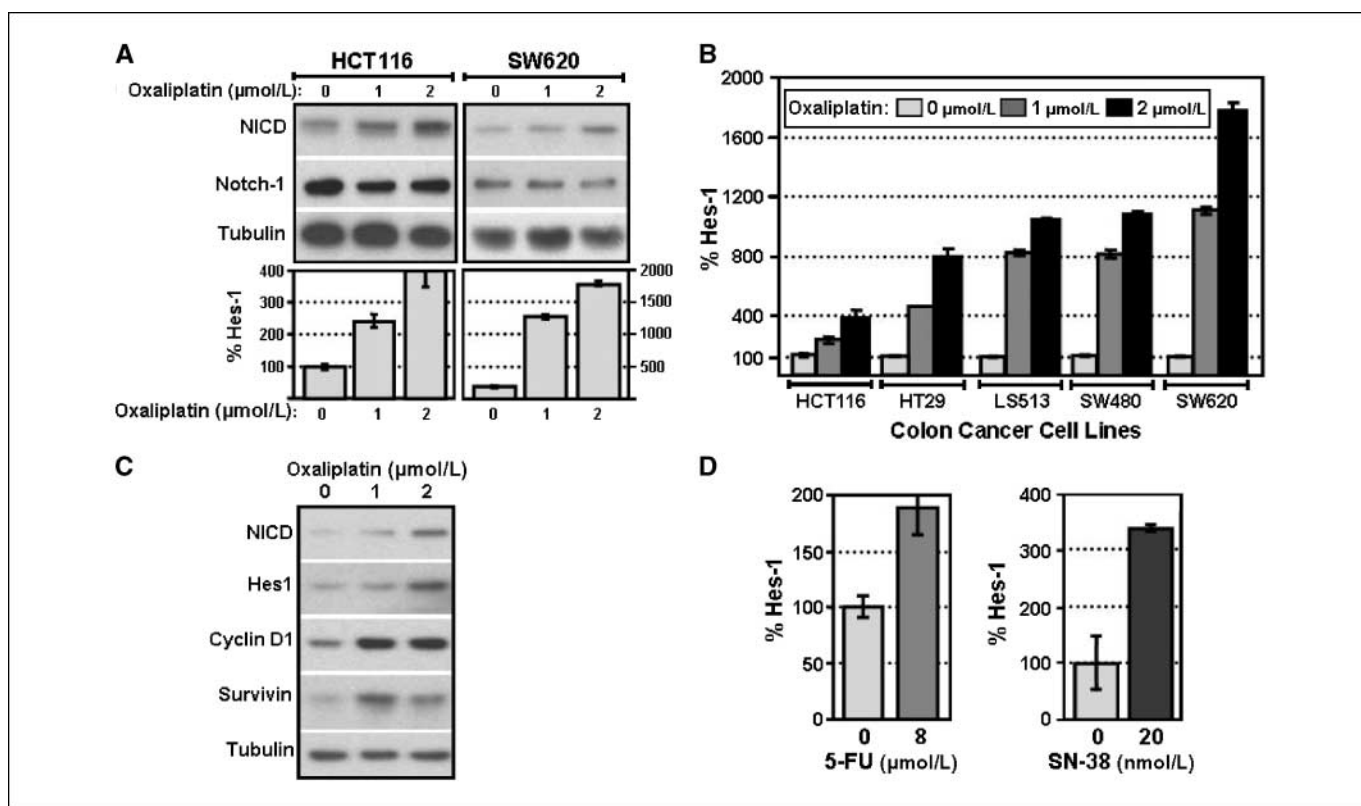 A
HCT116 SW620
Oxaliplatin (µmol/L): 0 1 2 0 1 2
NICD
Notch-1
Tubulin
% Hes-1
400
300
200
100
2000
1500
1000
500
Oxaliplatin (µmol/L): 0 1 2 0 1 2
B
% Hes-1
2000
1600
1200
800
400
100
Oxaliplatin: 0 µmol/L 1 µmol/L 2 µmol/L
HCT116 HT29 LS513 SW480 SW620
Colon Cancer Cell Lines
C
Oxaliplatin (µmol/L)
0 1 2
NICD
Hes1
Cyclin D1
Survivin
Tubulin
D
% Hes-1
200
150
100
50
0
0 8
5-FU (µmol/L)
% Hes-1
400
300
200
100
0
0 20
SN-38 (nmol/L)